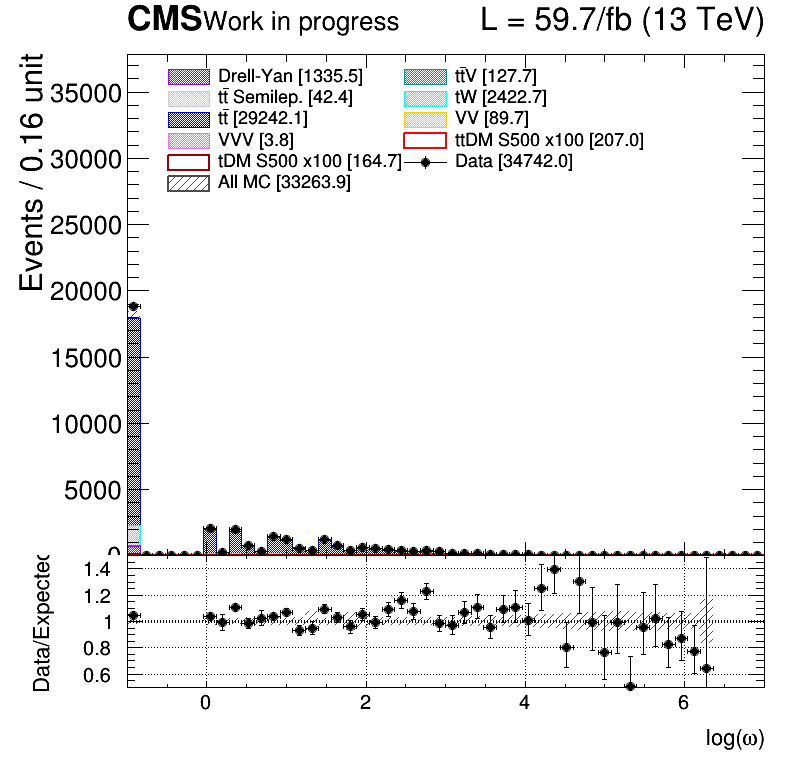 CMS Work in progress L = 59.7/fb (13 TeV)
Events / 0.16 unit
35000
30000
25000
20000
15000
10000
5000
0
Drell-Yan [1335.5]
tt̄ Semilep. [42.4]
tt̄ [29242.1]
VVV [3.8]
tDM S500 x100 [164.7]
All MC [33263.9]
tt̄V [127.7]
tW [2422.7]
VV [89.7]
ttDM S500 x100 [207.0]
Data [34742.0]
Data/Expected
1.4
1.2
1
0.8
0.6
0 2 4 6
log(ω)